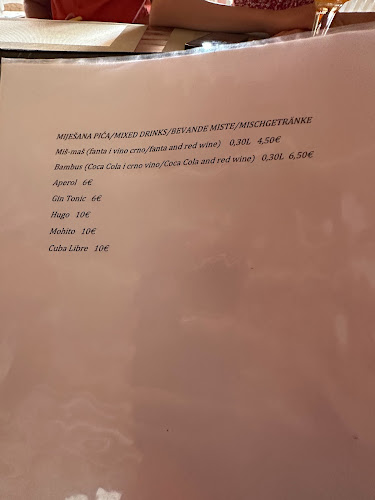 MIJEŠANA PIĆA/MIXED DRINKS/BEVANDE MISTE/MISCHGETRÄNKE
Miš-maš (fanta i vino crno/fanta and red wine) 0,30L 4,50€
Bambus (Coca Cola i crno vino/Coca Cola and red wine) 0,30L 6,50€
Aperol 6€
Gin Tonic 6€
Hugo 10€
Mohito 10€
Cuba Libre 10€